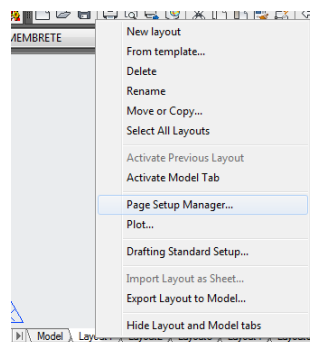 MEMBRETE
New layout
From template...
Delete
Rename
Move or Copy...
Select All Layouts
Activate Previous Layout
Activate Model Tab
Page Setup Manager...
Plot...
Drafting Standard Setup...
Import Layout as Sheet...
Export Layout to Model...
Hide Layout and Model tabs
Model